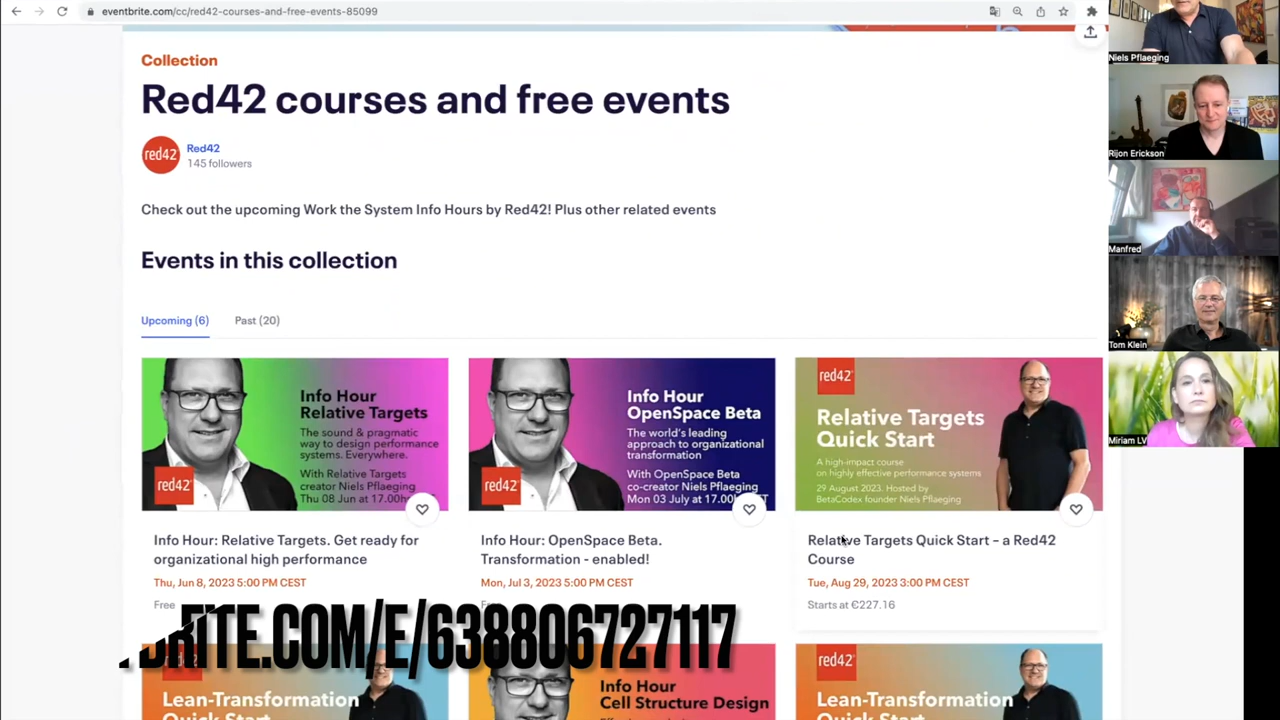 eventbrite.com/cc/red42-courses-and-free-events-85099
Collection
Red42 courses and free events
red42
Red42
145 followers
Check out the upcoming Work the System Info Hours by Red42! Plus other related events
Events in this collection
Upcoming (6)
Past (20)
Info Hour
Relative Targets
The sound & pragmatic
way to design performance
systems. Everywhere.
With Relative Targets
creator Niels Pflaeging
Thu 08 Jun at 17.00h
red42
Info Hour: Relative Targets. Get ready for
organizational high performance
Thu, Jun 8, 2023 5:00 PM CEST
Free
Info Hour
OpenSpace Beta
The world's leading
approach to organizational
transformation
With OpenSpace Beta
co-creator Niels Pflaeging
Mon 03 July at 17.00
red42
Info Hour: OpenSpace Beta.
Transformation - enabled!
Mon, Jul 3, 2023 5:00 PM CEST
red42
Relative Targets
Quick Start
A high-impact course
on highly effective performance systems
29 August 2023. Hosted by
BetaCodex founder Niels Pflaeging
Relative Targets Quick Start – a Red42
Course
Tue, Aug 29, 2023 3:00 PM CEST
Starts at €227.16
BRITE.COM/E/638806727117
Lean-Transformation
Quick Start
Info Hour
Cell Structure Design
red42
Lean-Transformation
Quick Start
Niels Pflaeging
Rijon Erickson
Manfred
Tom Klein
Miriam LV